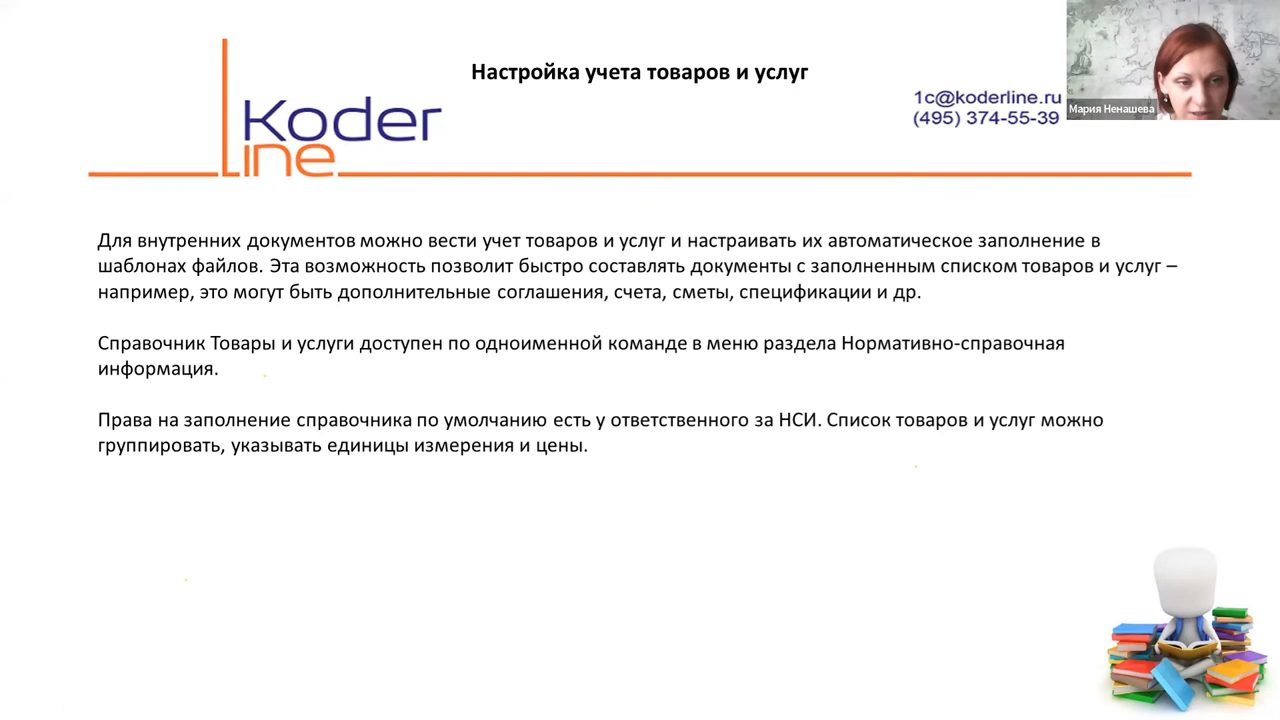 Настройка учета товаров и услуг
Koder
Line
1c@koderline.ru
(495) 374-55-39
Мария Ненашева
Для внутренних документов можно вести учет товаров и услуг и настраивать их автоматическое заполнение в
шаблонах файлов. Эта возможность позволит быстро составлять документы с заполненным списком товаров и услуг –
например, это могут быть дополнительные соглашения, счета, сметы, спецификации и др.
Справочник Товары и услуги доступен по одноименной команде в меню раздела Нормативно-справочная
информация.
Права на заполнение справочника по умолчанию есть у ответственного за НСИ. Список товаров и услуг можно
группировать, указывать единицы измерения и цены.